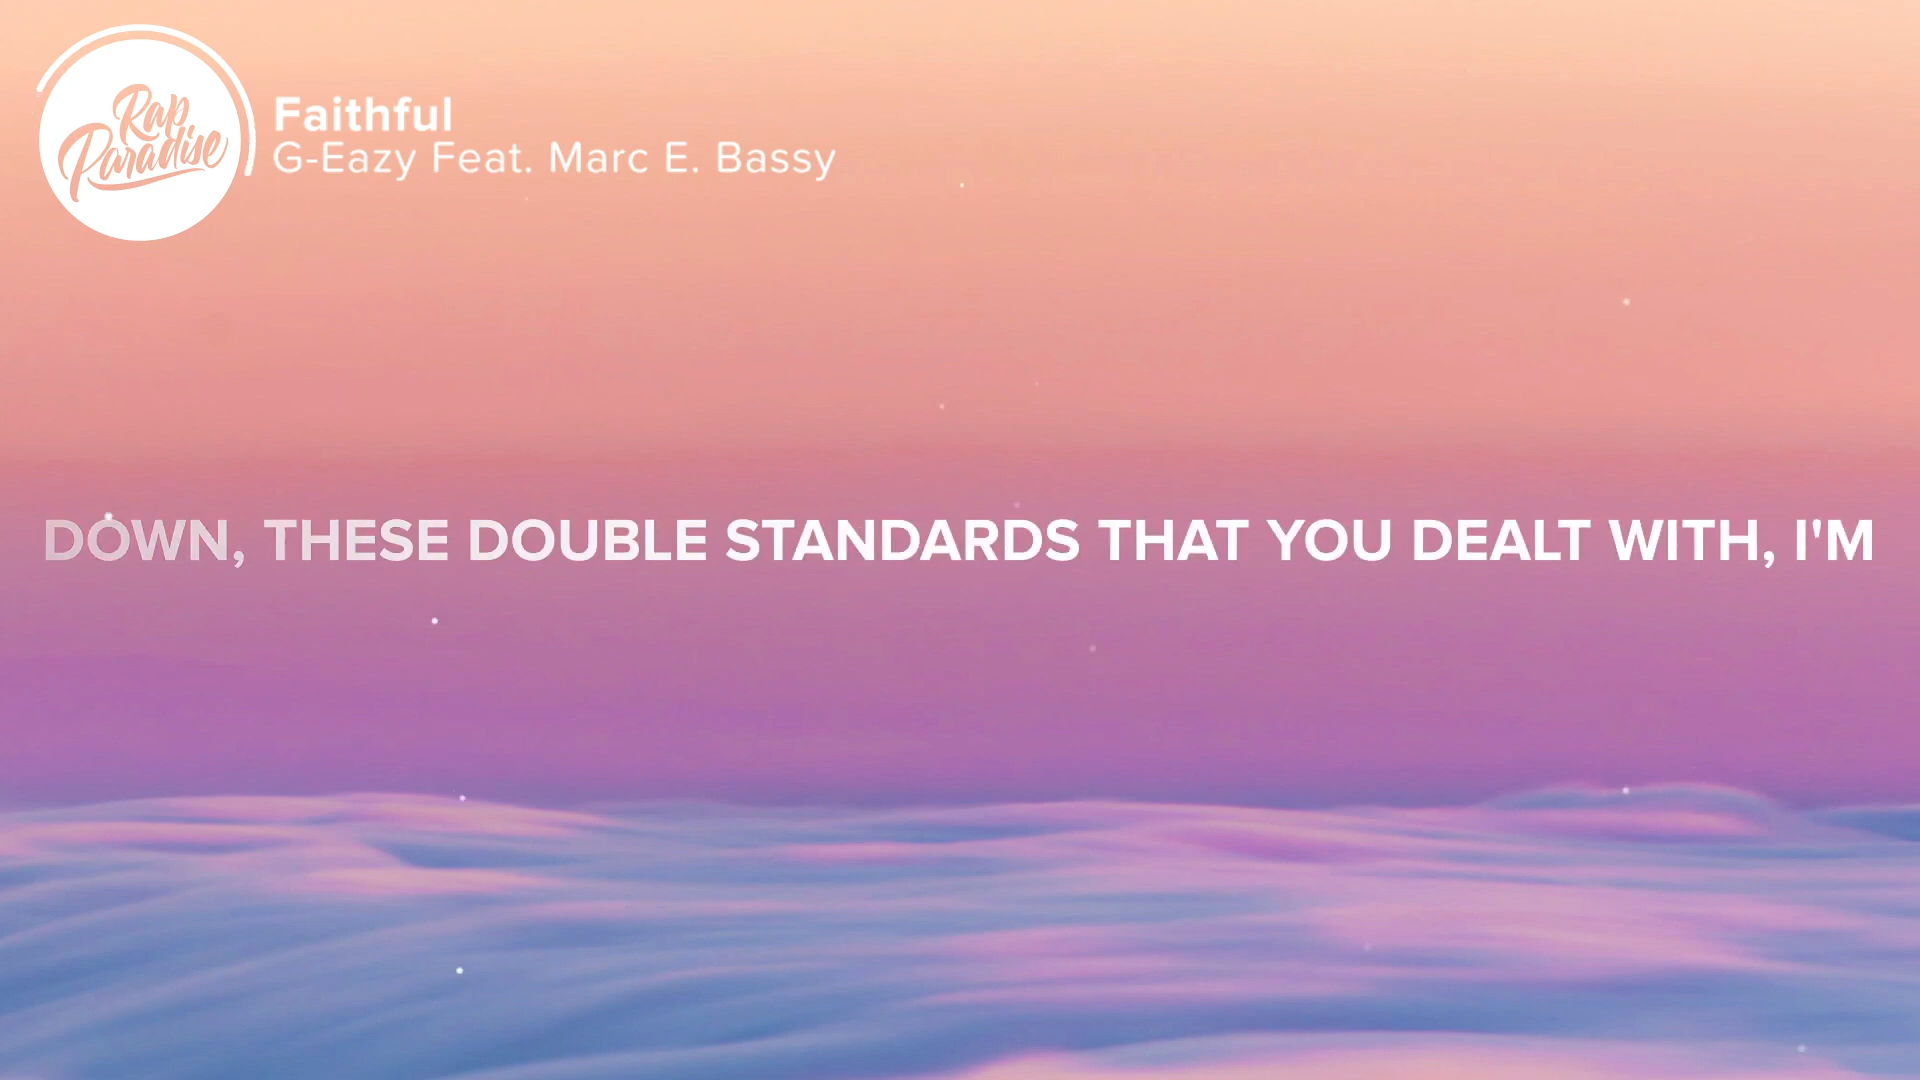 Rap
Paradise
Faithful
G-Eazy Feat. Marc E. Bassy
DOWN, THESE DOUBLE STANDARDS THAT YOU DEALT WITH, I'M